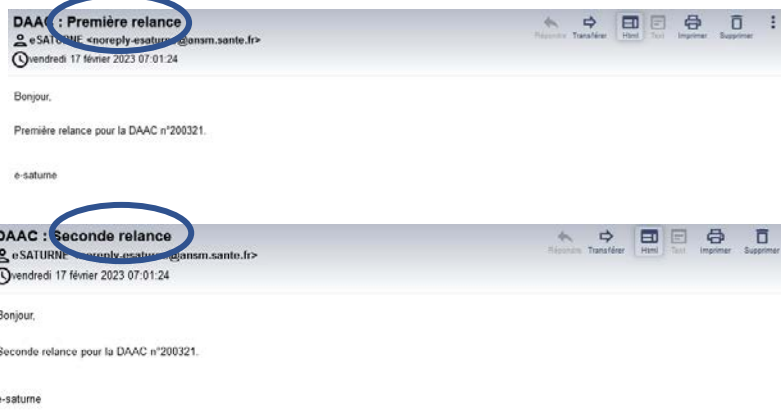 DAAC : Première relance
eSATURNE <noreply-esaturne@ansm.sante.fr>
vendredi 17 février 2023 07:01:24
Répondre Transférer Html Text Imprimer Supprimer
Bonjour,
Première relance pour la DAAC n°200321.
e-saturne
DAAC : Seconde relance
eSATURNE <noreply-esaturne@ansm.sante.fr>
vendredi 17 février 2023 07:01:24
Répondre Transférer Html Text Imprimer Supprimer
Bonjour,
Seconde relance pour la DAAC n°200321.
e-saturne